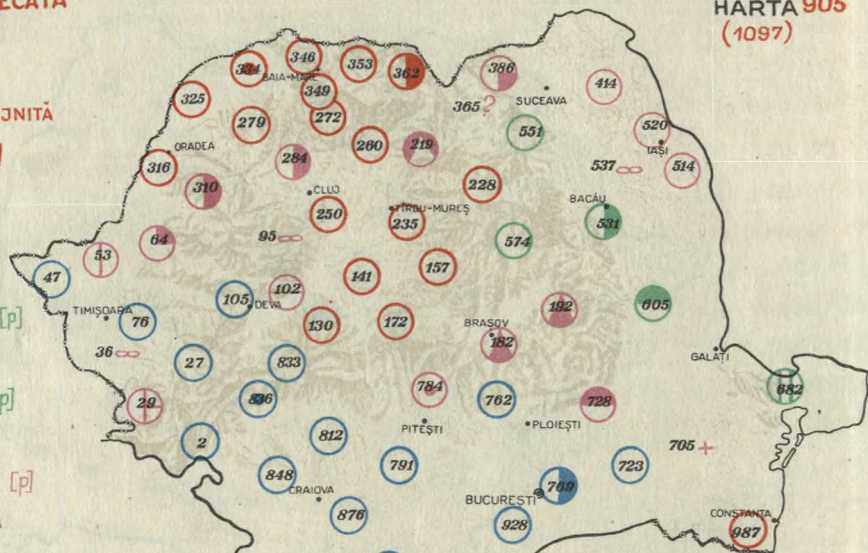 ECATĂ
HARTA 905
(1097)
346
334
353
362
386
BAIA-MARE
349
414
325
365?
SUCEAVA
JNITĂ
279
272
551
520
260
219
IAȘI
ORADEA
284
537
514
316
310
228
CLUJ
BACĂU
250
TÎRGU-MUREȘ
235
531
64
95
574
53
157
47
141
102
105
DEVA
605
192
[p]
TIMIȘOARA
76
130
172
BRAȘOV
182
36
GALAȚI
27
833
784
682
836
762
728
[p]
29
PITEȘTI
PLOIEȘTI
2
812
705 +
791
723
848
[p]
CRAIOVA
769
BUCUREȘTI
876
928
CONSTANȚA
987